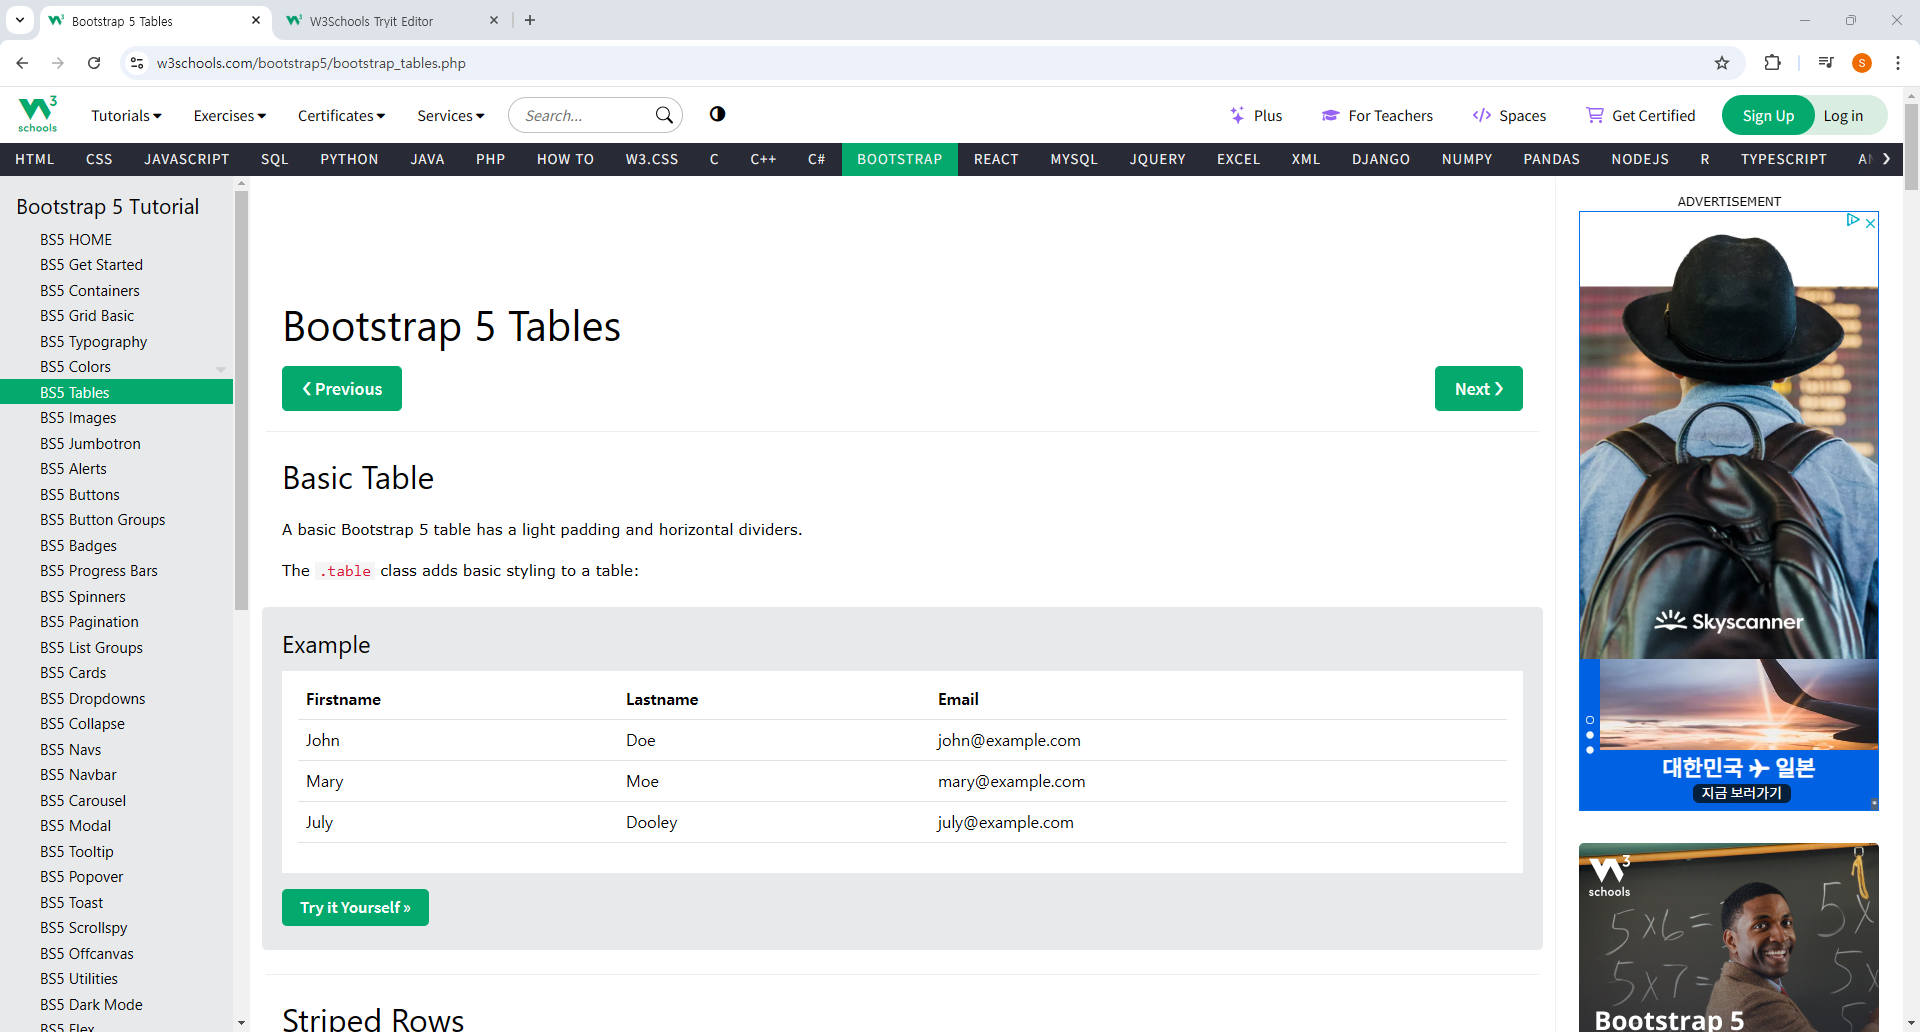 Bootstrap 5 Tables
W3Schools Tryit Editor
w3schools.com/bootstrap5/bootstrap_tables.php
S
3
schools
Tutorials
Exercises
Certificates
Services
Search...
Plus
For Teachers
Spaces
Get Certified
Sign Up
Log in
HTML CSS JAVASCRIPT SQL PYTHON JAVA PHP HOW TO W3.CSS C C++ C# BOOTSTRAP REACT MYSQL JQUERY EXCEL XML DJANGO NUMPY PANDAS NODEJS R TYPESCRIPT
Bootstrap 5 Tutorial
BS5 HOME
BS5 Get Started
BS5 Containers
BS5 Grid Basic
BS5 Typography
BS5 Colors
BS5 Tables
BS5 Images
BS5 Jumbotron
BS5 Alerts
BS5 Buttons
BS5 Button Groups
BS5 Badges
BS5 Progress Bars
BS5 Spinners
BS5 Pagination
BS5 List Groups
BS5 Cards
BS5 Dropdowns
BS5 Collapse
BS5 Navs
BS5 Navbar
BS5 Carousel
BS5 Modal
BS5 Tooltip
BS5 Popover
BS5 Toast
BS5 Scrollspy
BS5 Offcanvas
BS5 Utilities
BS5 Dark Mode
BS5 Flex
Bootstrap 5 Tables
❮ Previous
Next ❯
Basic Table
A basic Bootstrap 5 table has a light padding and horizontal dividers.
The .table class adds basic styling to a table:
Example
Firstname Lastname Email
John Doe john@example.com
Mary Moe mary@example.com
July Dooley july@example.com
Try it Yourself »
Striped Rows
ADVERTISEMENT
Skyscanner
대한민국 ✈ 일본
지금 보러가기
3
schools
5x6=
5x
5x7=
5
Bootstrap 5